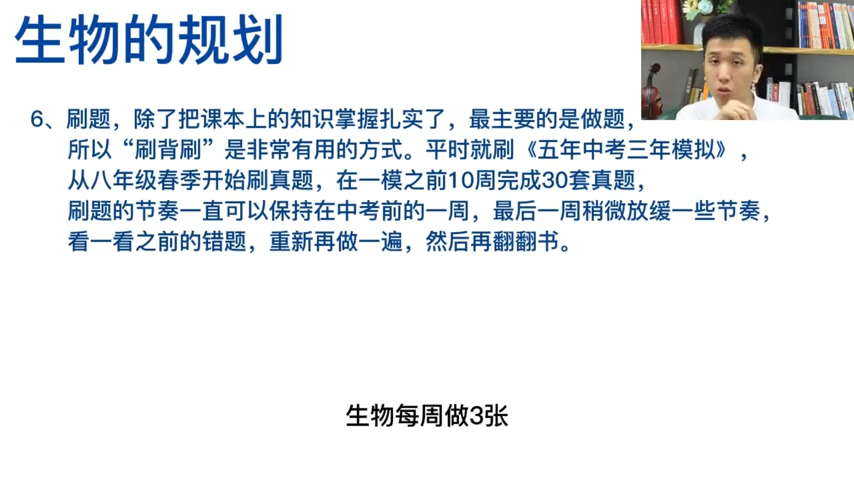 生物的规划
6、刷题，除了把课本上的知识掌握扎实了，最主要的是做题，
所以“刷背刷”是非常有用的方式。平时就刷《五年中考三年模拟》，
从八年级春季开始刷真题，在一模之前10周完成30套真题，
刷题的节奏一直可以保持在中考前的一周，最后一周稍微放缓一些节奏，
看一看之前的错题，重新再做一遍，然后再翻翻书。
生物每周做3张